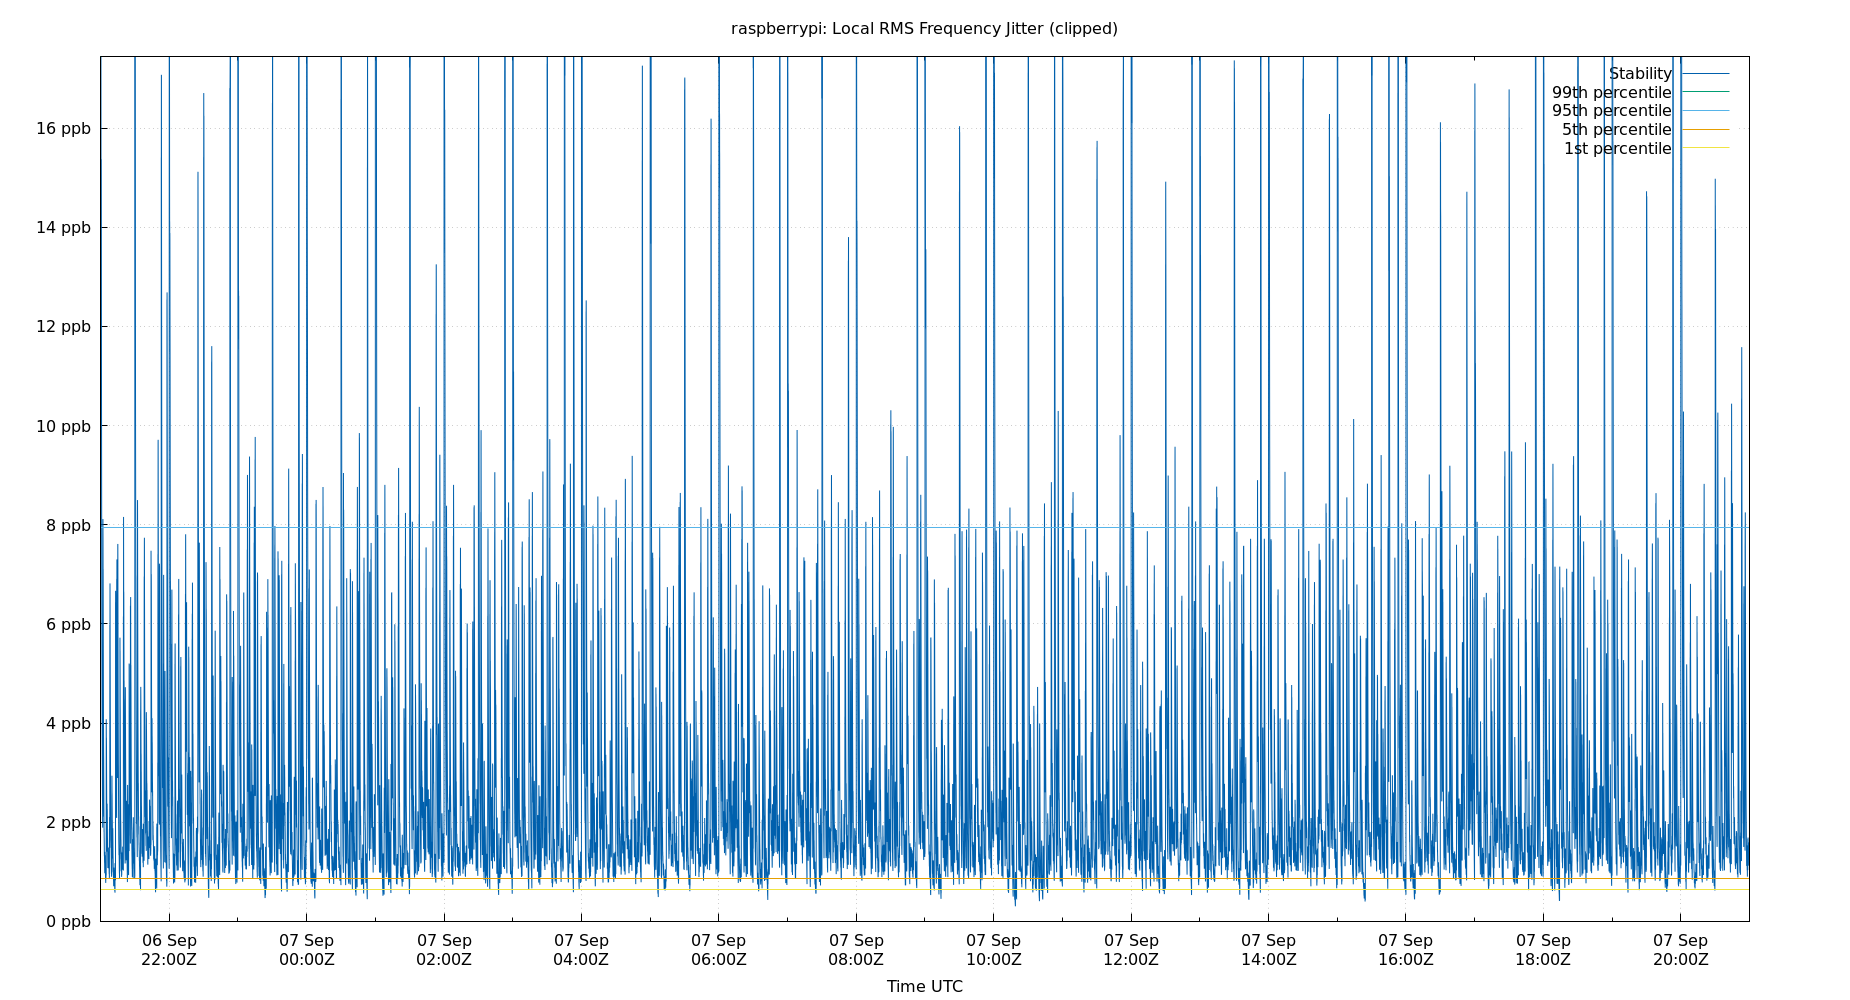 raspberrypi: Local RMS Frequency Jitter (clipped)
Stability
99th percentile
95th percentile
5th percentile
1st percentile
16 ppb
14 ppb
12 ppb
10 ppb
8 ppb
6 ppb
4 ppb
2 ppb
0 ppb
06 Sep 07 Sep 07 Sep 07 Sep 07 Sep 07 Sep 07 Sep 07 Sep 07 Sep 07 Sep 07 Sep 07 Sep
22:00Z 00:00Z 02:00Z 04:00Z 06:00Z 08:00Z 10:00Z 12:00Z 14:00Z 16:00Z 18:00Z 20:00Z
Time UTC